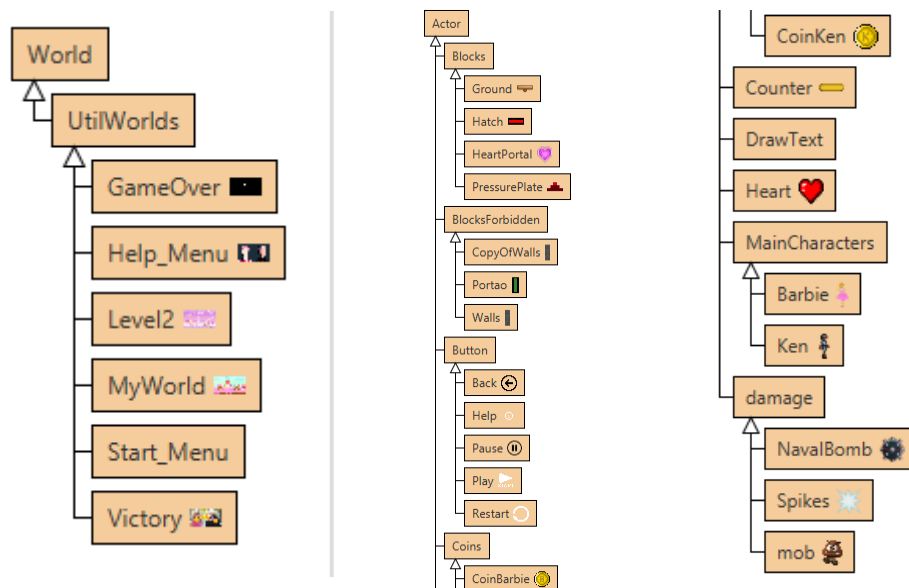 World
UtilWorlds
GameOver
Help_Menu
Level2
MyWorld
Start_Menu
Victory
Actor
Blocks
Ground
Hatch
HeartPortal
PressurePlate
BlocksForbidden
CopyOfWalls
Portao
Walls
Button
Back
Help
Pause
Play
Restart
Coins
CoinBarbie
CoinKen
Counter
DrawText
Heart
MainCharacters
Barbie
Ken
damage
NavalBomb
Spikes
mob